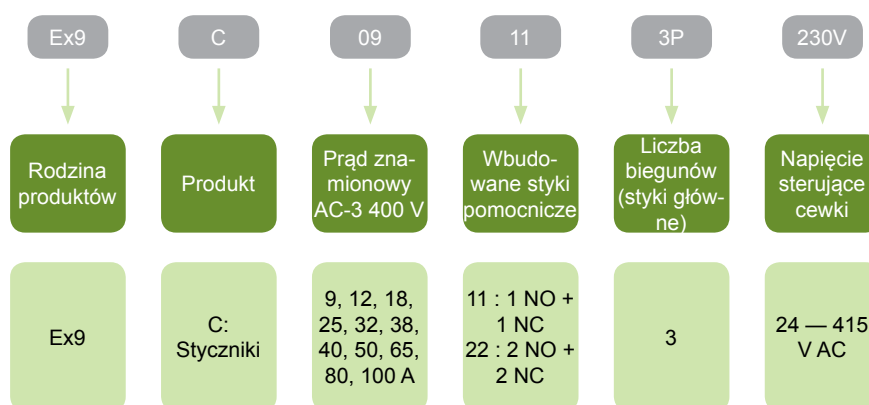 Ex9
C
09
11
3P
230V
Rodzina
produktów
Produkt
Prąd zna-
mionowy
AC-3 400 V
Wbudo-
wane styki
pomocnicze
Liczba
biegunów
(styki głów-
ne)
Napięcie
sterujące
cewki
Ex9
C:
Styczniki
9, 12, 18,
25, 32, 38,
40, 50, 65,
80, 100 A
11 : 1 NO +
1 NC
22 : 2 NO +
2 NC
3
24 — 415
V AC